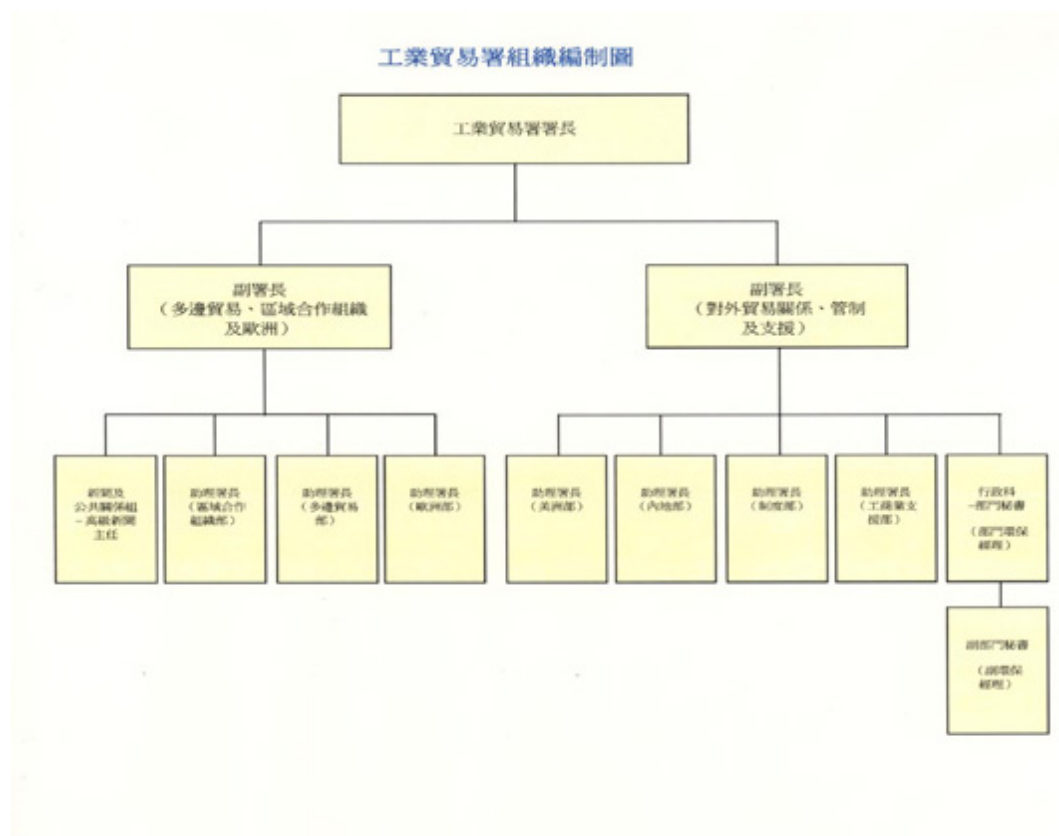 工業貿易署組織編制圖
工業貿易署署長
副署長
（多邊貿易、區域合作組織
及歐洲）
副署長
（對外貿易關係、管制
及支援）
新聞及
公共關係組
－高級新聞
主任
助理署長
（區域合作
組織部）
助理署長
（多邊貿易
部）
助理署長
（歐洲部）
助理署長
（美洲部）
助理署長
（內地部）
助理署長
（制度部）
助理署長
（工商業支
援部）
行政科
－部門秘書
（部門環保
經理）
副部門秘書
（副環保
經理）